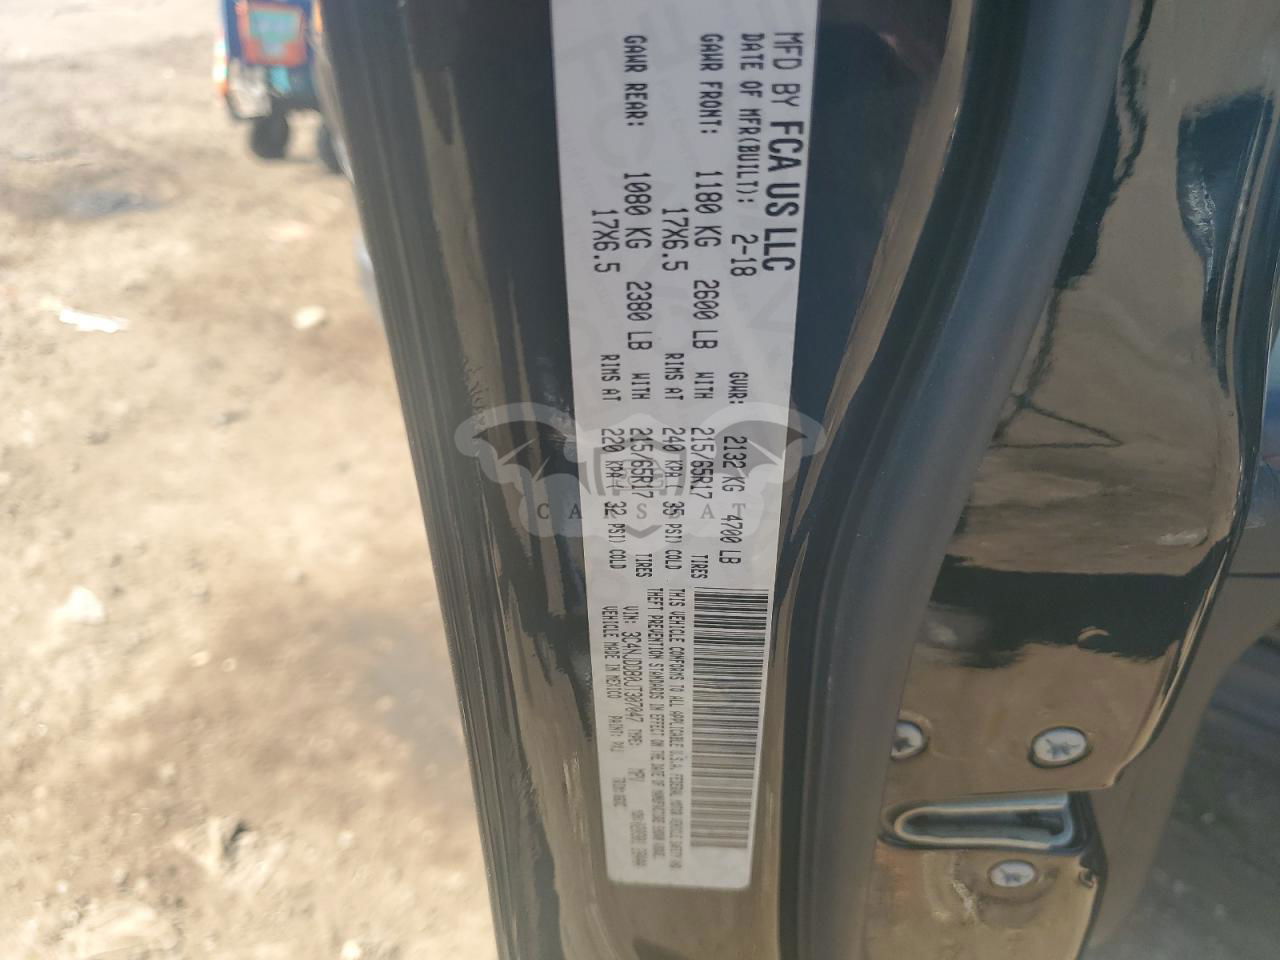 MFD BY FCA US LLC
DATE OF MFR(BUILT): 2-18 GVWR: 2132 KG 4700 LB
GAWR FRONT: 1180 KG 2600 LB WITH 215/65R17 TIRES
17X6.5 RIMS AT 240 KPA( 35 PSI) COLD
GAWR REAR: 1080 KG 2380 LB WITH 215/65R17 TIRES
17X6.5 RIMS AT 220 KPA( 32 PSI) COLD
THIS VEHICLE CONFORMS TO ALL APPLICABLE U.S.A. FEDERAL MOTOR VEHICLE SAFETY AND
THEFT PREVENTION STANDARDS IN EFFECT ON THE DATE OF MANUFACTURE SHOWN ABOVE.
VIN: 3C4NJDDB0JT307047 TYPE: MPV
VEHICLE MADE IN MEXICO PAINT: